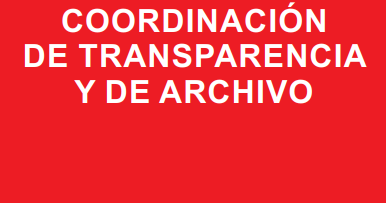 COORDINACIÓN
DE TRANSPARENCIA
Y DE ARCHIVO